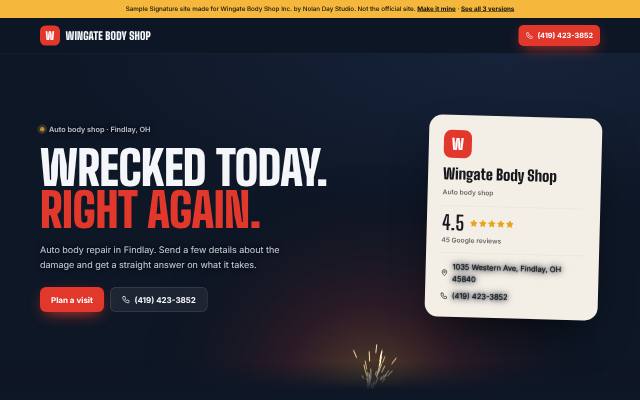 Sample Signature site made for Wingate Body Shop Inc. by Nolan Day Studio. Not the official site. Make it mine · See all 3 versions
W WINGATE BODY SHOP
(419) 423-3852
Auto body shop · Findlay, OH
WRECKED TODAY.
RIGHT AGAIN.
Auto body repair in Findlay. Send a few details about the
damage and get a straight answer on what it takes.
Plan a visit
(419) 423-3852
W
Wingate Body Shop
Auto body shop
4.5 ★★★★★
45 Google reviews
1035 Western Ave, Findlay, OH
45840
(419) 423-3852